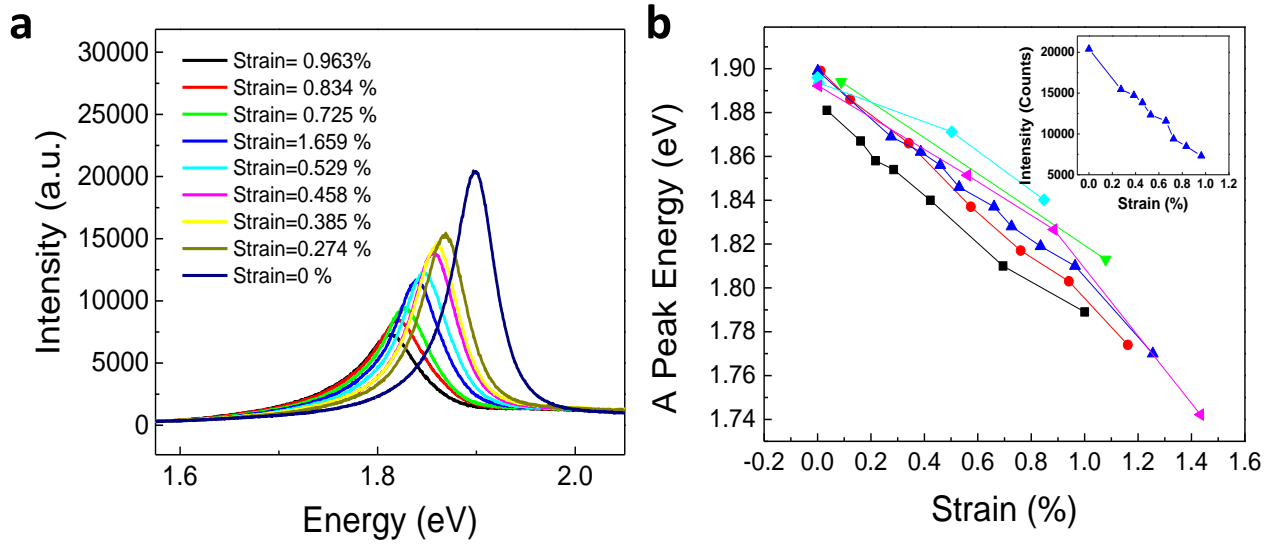 a
Intensity (a.u.)
30000
25000
20000
15000
10000
5000
0
Strain= 0.963%
Strain= 0.834 %
Strain= 0.725 %
Strain=1.659 %
Strain=0.529 %
Strain=0.458 %
Strain=0.385 %
Strain=0.274 %
Strain=0 %
1.6 1.8 2.0
Energy (eV)
b
A Peak Energy (eV)
1.90
1.88
1.86
1.84
1.82
1.80
1.78
1.76
1.74
-0.2 0.0 0.2 0.4 0.6 0.8 1.0 1.2 1.4 1.6
Strain (%)
Intensity (Counts)
20000
15000
10000
5000
0.0 0.2 0.4 0.6 0.8 1.0 1.2
Strain (%)